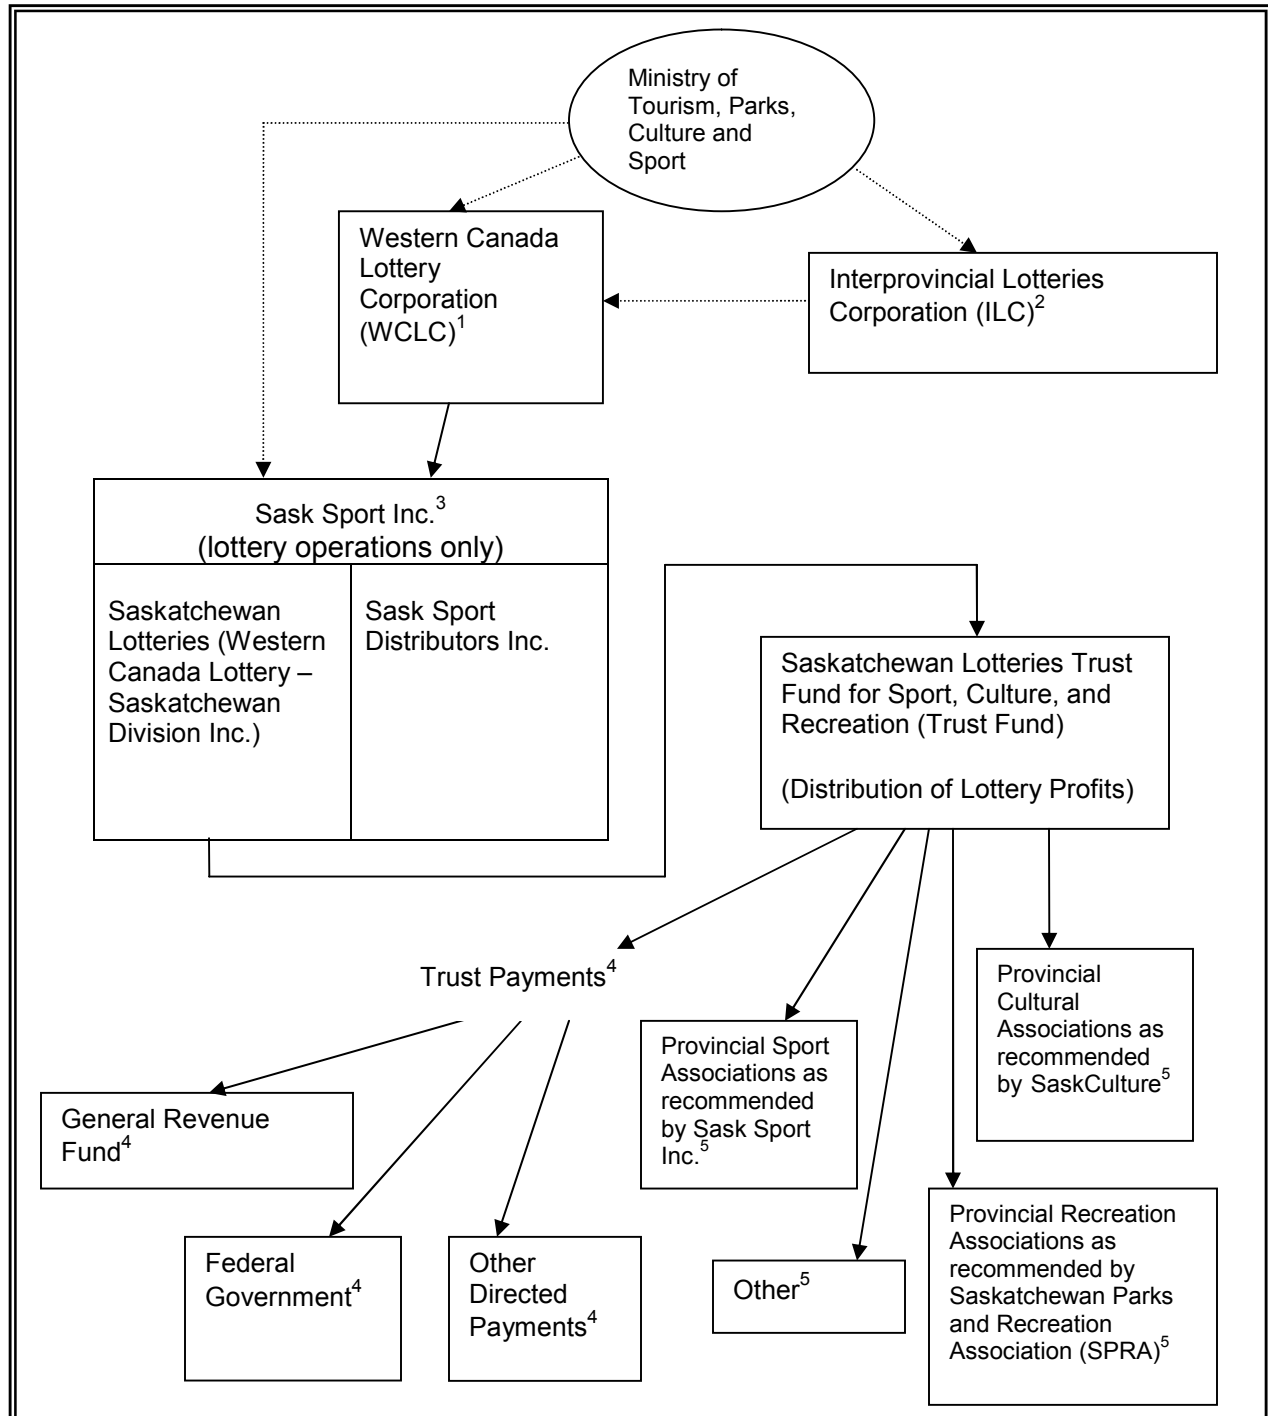 Ministry of
Tourism, Parks,
Culture and
Sport
Western Canada
Lottery
Corporation
(WCLC)1
Interprovincial Lotteries
Corporation (ILC)2
Sask Sport Inc.3
(lottery operations only)
Saskatchewan
Lotteries (Western
Canada Lottery –
Saskatchewan
Division Inc.)
Sask Sport
Distributors Inc.
Saskatchewan Lotteries Trust
Fund for Sport, Culture, and
Recreation (Trust Fund)
(Distribution of Lottery Profits)
Trust Payments4
Provincial
Cultural
Associations as
recommended
by SaskCulture5
Provincial Sport
Associations as
recommended
by Sask Sport
Inc.5
General Revenue
Fund4
Federal
Government4
Other
Directed
Payments4
Other5
Provincial Recreation
Associations as
recommended by
Saskatchewan Parks
and Recreation
Association (SPRA)5